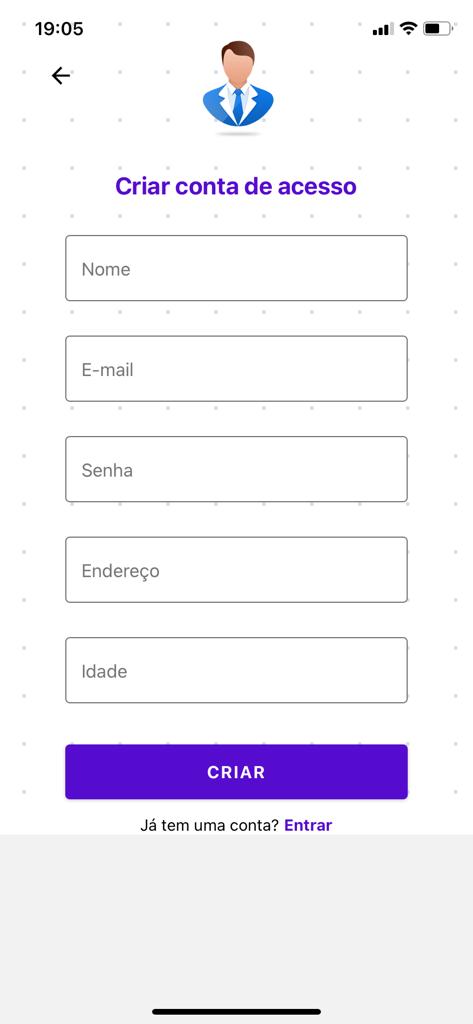 19:05
Criar conta de acesso
Nome
E-mail
Senha
Endereço
Idade
CRIAR
Já tem uma conta? Entrar